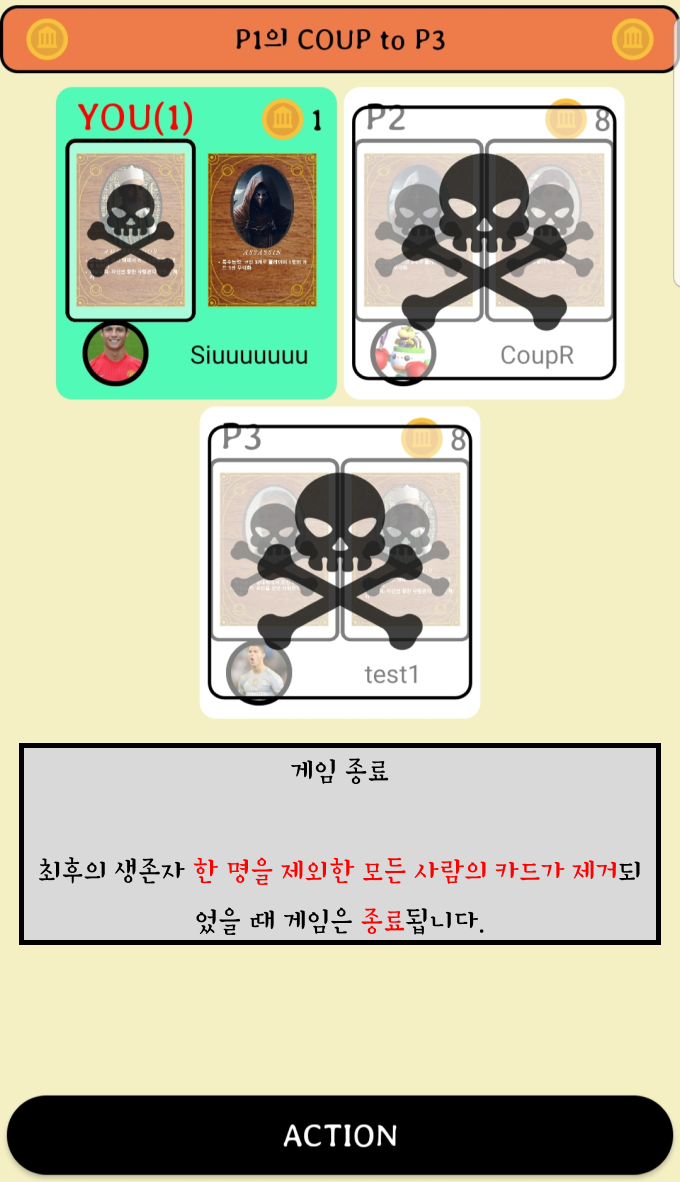 P1의 COUP to P3
YOU(1)
1
P2
8
ASSASSIN
Siuuuuuuu
CoupR
P3
8
test1
게임 종료
최후의 생존자 한 명을 제외한 모든 사람의 카드가 제거되
었을 때 게임은 종료됩니다.
ACTION